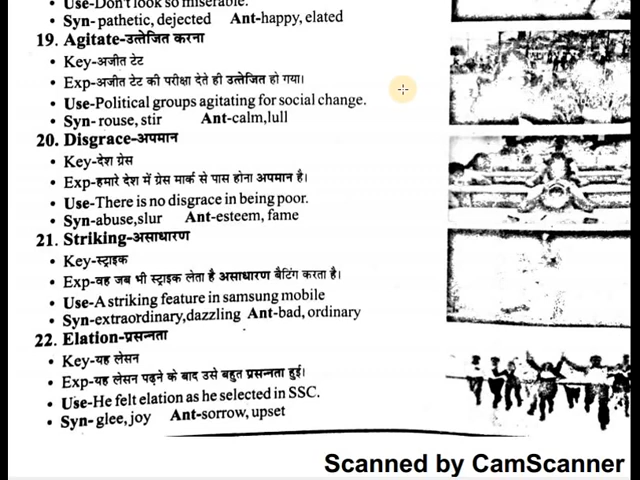 • Use-Don't look so miserable.
• Syn- pathetic, dejected Ant-happy, elated
19. Agitate-उत्तेजित करना
• Key-अजीत टेट
• Exp-अजीत टेट की परीक्षा देते ही उत्तेजित हो गया।
• Use-Political groups agitating for social change.
• Syn- rouse, stir Ant-calm,lull
20. Disgrace-अपमान
• Key-देश ग्रेस
• Exp-हमारे देश में ग्रेस मार्क से पास होना अपमान है।
• Use-There is no disgrace in being poor.
• Syn-abuse,slur Ant-esteem, fame
21. Striking-असाधारण
• Key-स्ट्राइक
• Exp-वह जब भी स्ट्राइक लेता है असाधारण बैटिंग करता है।
• Use-A striking feature in samsung mobile
• Syn-extraordinary,dazzling Ant-bad, ordinary
22. Elation-प्रसन्नता
• Key-यह लेसन
• Exp-यह लेसन पढ़ने के बाद उसे बहुत प्रसन्नता हुई।
• Use-He felt elation as he selected in SSC.
• Syn- glee, joy Ant-sorrow, upset
Scanned by CamScanner